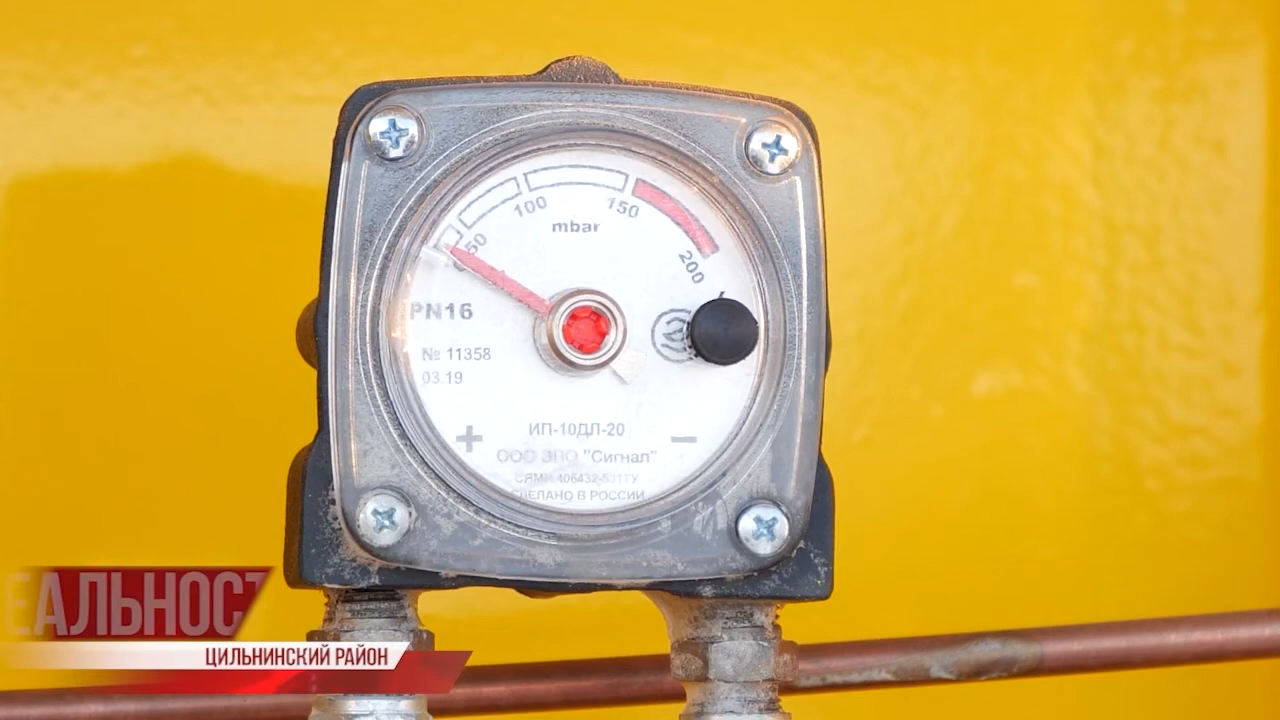 50
100
150
200
mbar
PN16
№ 11358
03.19
ИП-10ДЛ-20
+
−
ООО ЗПО "Сигнал"
СДЕЛАНО В РОССИИ
ЕАЛЬНОСТ
ЦИЛЬНИНСКИЙ РАЙОН